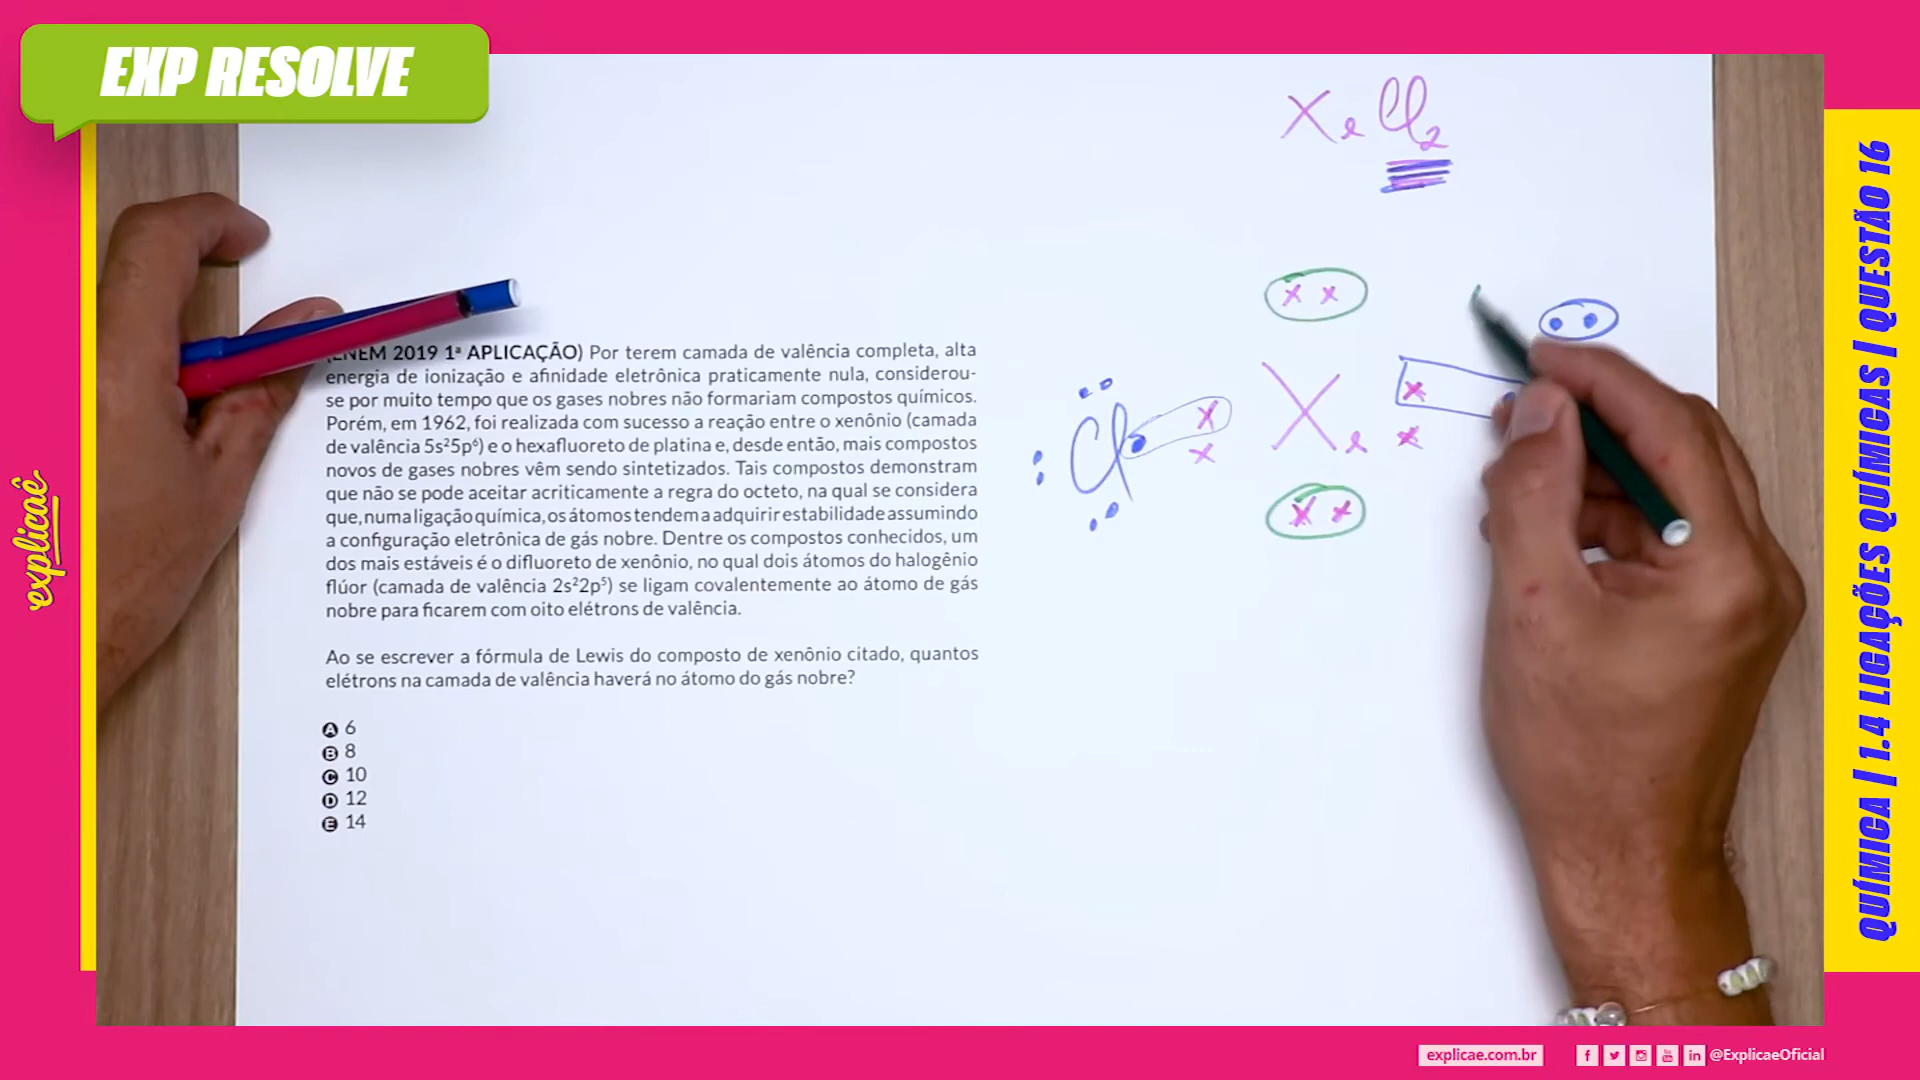 EXP RESOLVE
XeCl2
(ENEM 2019 1ª APLICAÇÃO) Por terem camada de valência completa, alta
energia de ionização e afinidade eletrônica praticamente nula, considerou-
se por muito tempo que os gases nobres não formariam compostos químicos.
Porém, em 1962, foi realizada com sucesso a reação entre o xenônio (camada
de valência 5s²5p⁶) e o hexafluoreto de platina e, desde então, mais compostos
novos de gases nobres vêm sendo sintetizados. Tais compostos demonstram
que não se pode aceitar acriticamente a regra do octeto, na qual se considera
que, numa ligação química, os átomos tendem a adquirir estabilidade assumindo
a configuração eletrônica de gás nobre. Dentre os compostos conhecidos, um
dos mais estáveis é o difluoreto de xenônio, no qual dois átomos do halogênio
flúor (camada de valência 2s²2p⁵) se ligam covalentemente ao átomo de gás
nobre para ficarem com oito elétrons de valência.
Ao se escrever a fórmula de Lewis do composto de xenônio citado, quantos
elétrons na camada de valência haverá no átomo do gás nobre?
A 6
B 8
C 10
D 12
E 14
x x
Cl x x Xe x x
x x
explicaê
QUÍMICA | 1.4 LIGAÇÕES QUÍMICAS | QUESTÃO 16
explicae.com.br
@ExplicaeOficial